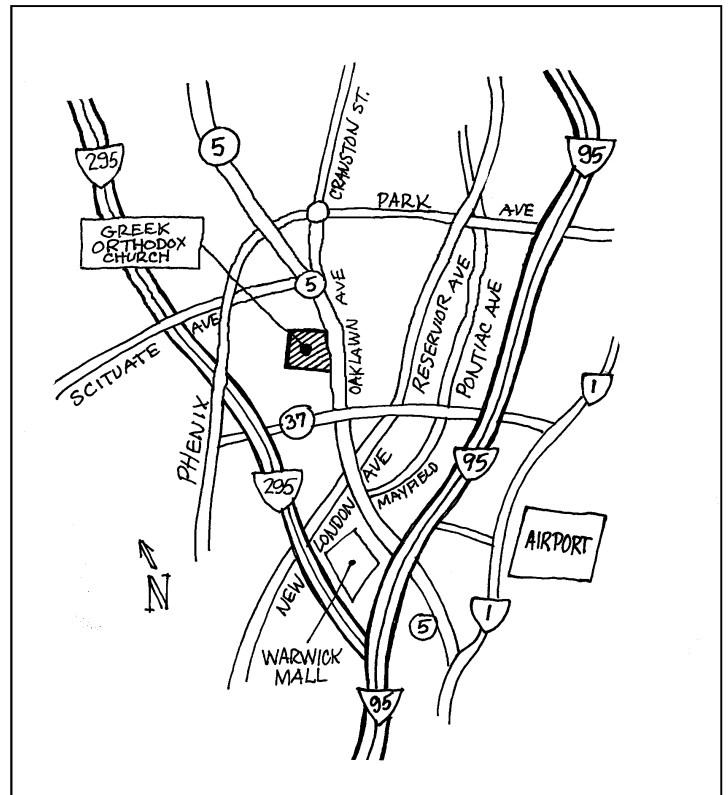 295
5
CRANSTON ST.
95
PARK AVE
GREEK
ORTHODOX
CHURCH
5
OAKLAWN AVE
RESERVIOR AVE
PONTIAC AVE
SCITUATE AVE
1
PHENIX
37
95
295
MAYFIELD
NEW LONDON AVE
AIRPORT
N
1
5
WARWICK
MALL
95